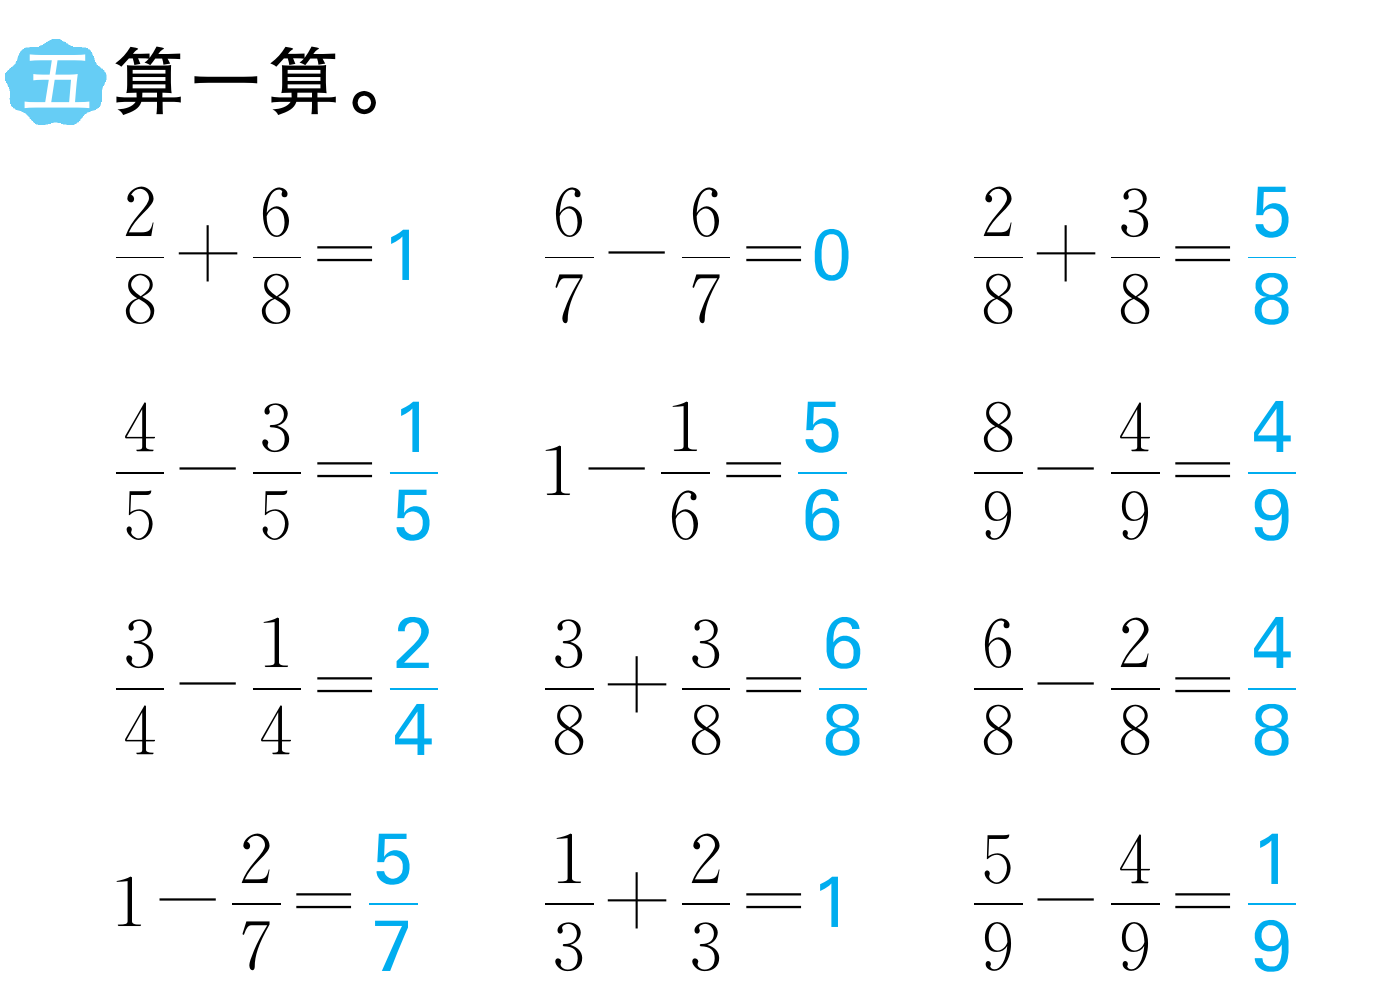 五 算一算。
2/8 + 6/8 = 1 6/7 − 6/7 = 0 2/8 + 3/8 = 5/8
4/5 − 3/5 = 1/5 1 − 1/6 = 5/6 8/9 − 4/9 = 4/9
3/4 − 1/4 = 2/4 3/8 + 3/8 = 6/8 6/8 − 2/8 = 4/8
1 − 2/7 = 5/7 1/3 + 2/3 = 1 5/9 − 4/9 = 1/9